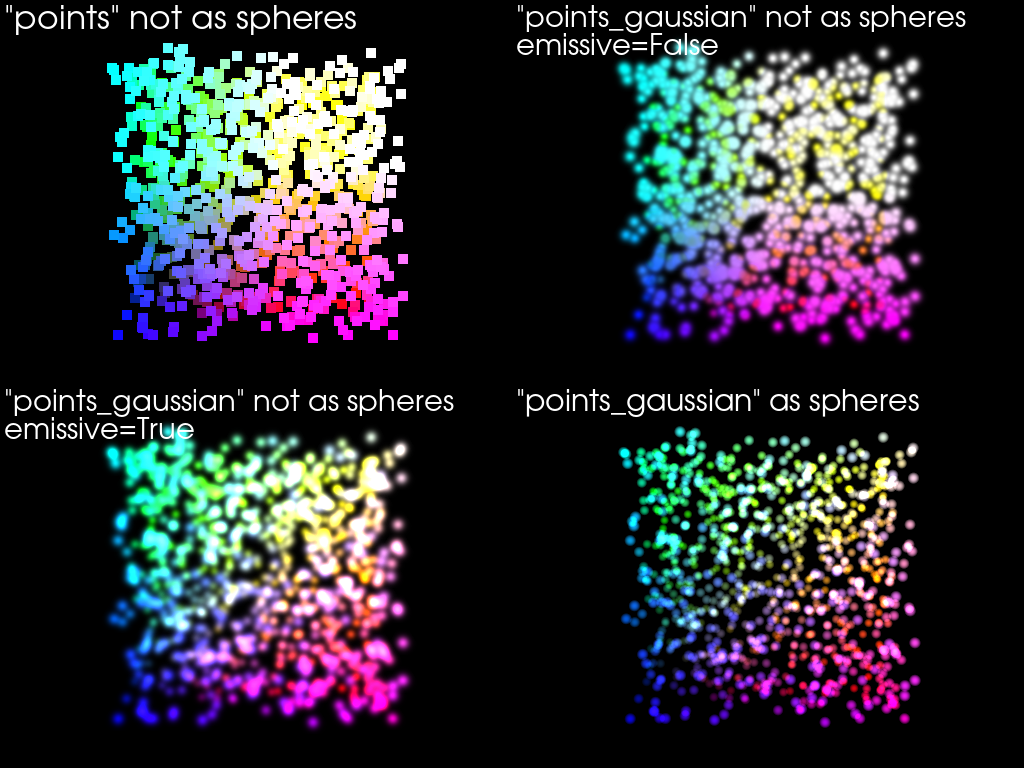 "points" not as spheres
"points_gaussian" not as spheres
emissive=False
"points_gaussian" not as spheres
emissive=True
"points_gaussian" as spheres